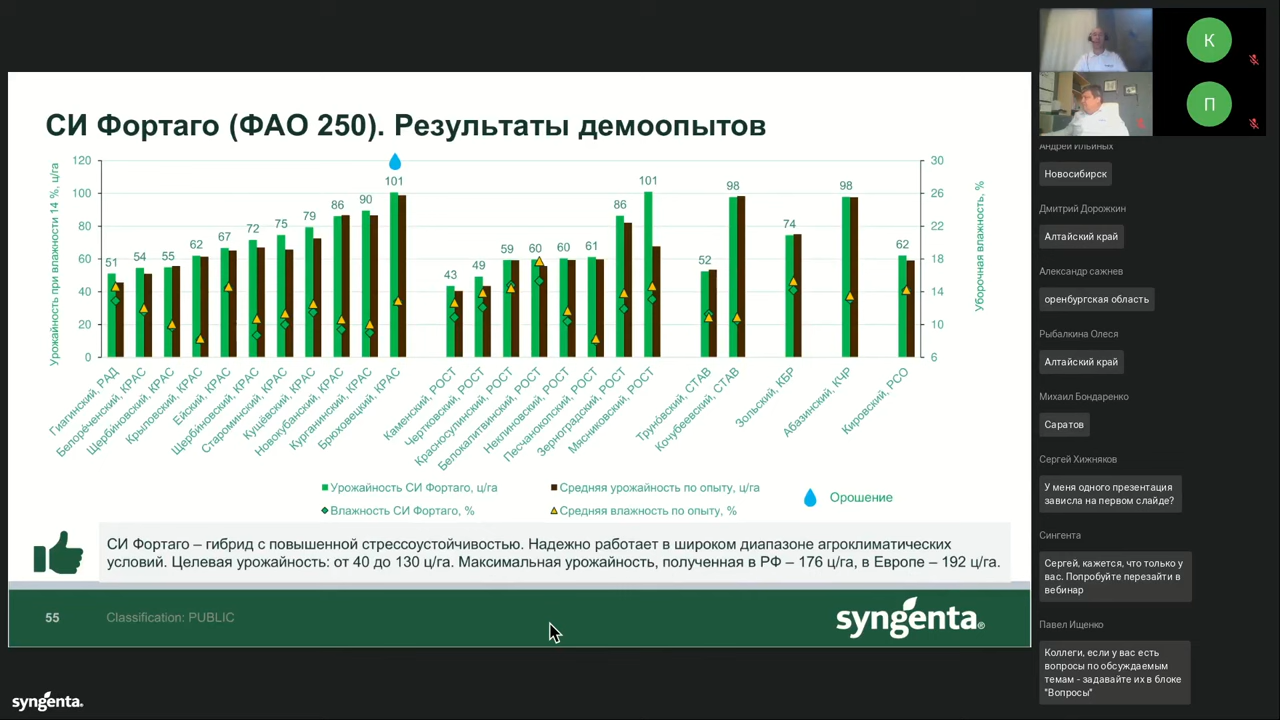 СИ Фортаго (ФАО 250). Результаты демоопытов
Урожайность при влажности 14 %, ц/га
120
100
80
60
40
20
0
51
54
55
62
67
72
75
79
86
90
101
43
49
59
60
60
61
86
101
52
98
74
98
62
30
26
22
18
14
10
6
Уборочная влажность, %
Гиагинский, КРАД
Белореченский, КРАС
Щербіновский, КРАС
Крыловский, КРАС
Ейский, КРАС
Щербиновский, КРАС
Староминский, КРАС
Кущёвский, КРАС
Новокубанский, КРАС
Курганинский, КРАС
Брюховецкий, КРАС
Каменский, РОСТ
Чертковский, РОСТ
Красносулинский, РОСТ
Белокалитвинский, РОСТ
Неклиновский, РОСТ
Песчанокопский, РОСТ
Зерноградский, РОСТ
Мясниковский, РОСТ
Трунóвский, СТАВ
Кочубеевский, СТАВ
Зольский, КБР
Абазинский, КЧР
Кировский, РСО
Урожайность СИ Фортаго, ц/га
Средняя урожайность по опыту, ц/га
Влажность СИ Фортаго, %
Средняя влажность по опыту, %
Орошение
СИ Фортаго – гибрид с повышенной стрессоустойчивостью. Надежно работает в широком диапазоне агроклиматических
условий. Целевая урожайность: от 40 до 130 ц/га. Максимальная урожайность, полученная в РФ – 176 ц/га, в Европе – 192 ц/га.
55
Classification: PUBLIC
syngenta®
syngenta.
К
П
Андрей Ильиных
Новосибирск
Дмитрий Дорожкин
Алтайский край
Александр сажнев
оренбургская область
Рыбалкина Олеся
Алтайский край
Михаил Бондаренко
Саратов
Сергей Хижняков
У меня одного презентация
зависла на первом слайде?
Сингента
Сергей, кажется, что только у
вас. Попробуйте перезайти в
вебинар
Павел Ищенко
Коллеги, если у вас есть
вопросы по обсуждаемым
темам - задавайте их в блоке
"Вопросы"